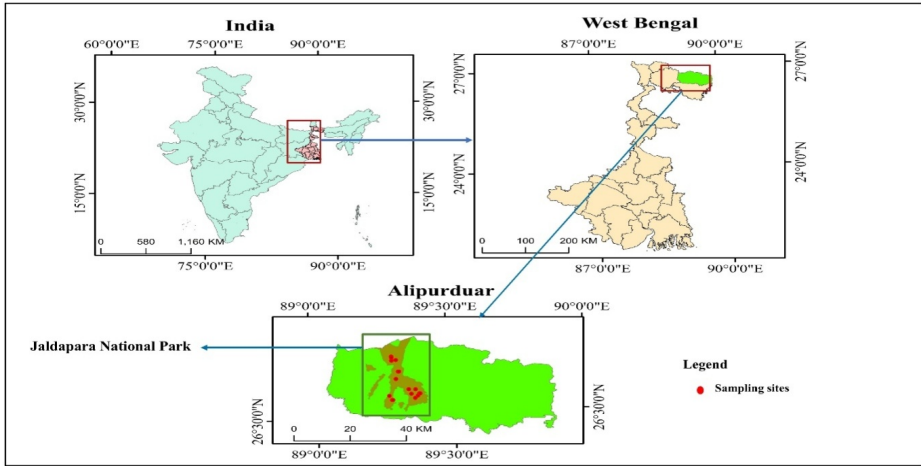 India
60°0'0"E 75°0'0"E 90°0'0"E
30°0'0"N
30°0'0"N
15°0'0"N
15°0'0"N
0 580 1,160 KM
75°0'0"E 90°0'0"E
West Bengal
87°0'0"E 90°0'0"E
27°0'0"N
27°0'0"N
24°0'0"N
24°0'0"N
0 100 200 KM
87°0'0"E 90°0'0"E
Alipurduar
89°0'0"E 89°30'0"E 90°0'0"E
Jaldapara National Park
26°30'0"N
26°30'0"N
0 20 40 KM
89°0'0"E 89°30'0"E
Legend
Sampling sites